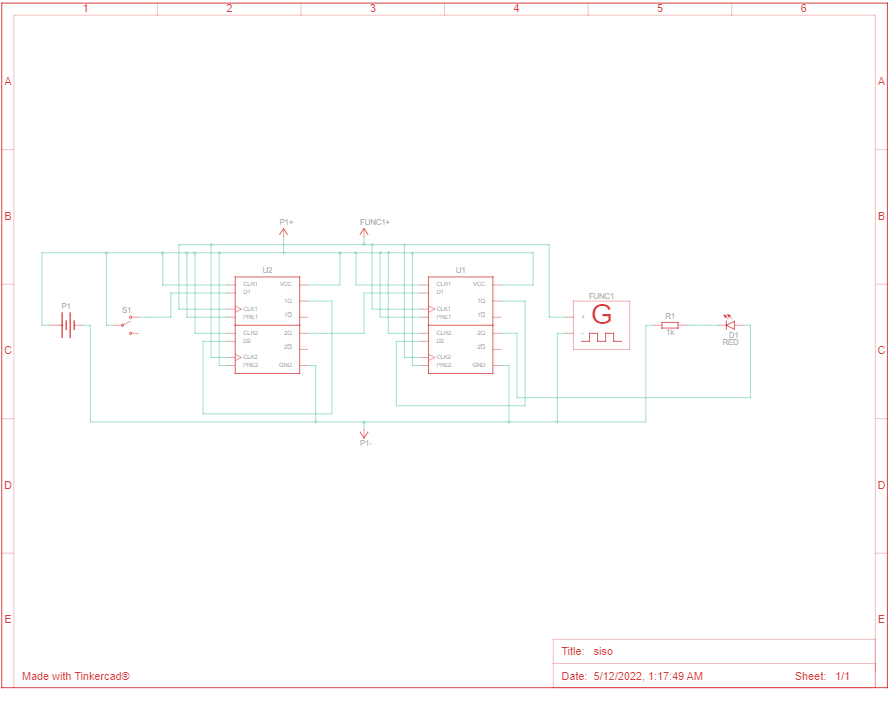 1 2 3 4 5 6
A A
B B
P1+ FUNC1+
U2 U1
CLR1 VCC CLR1 VCC
D1 D1
1Q 1Q
CLK1 CLK1
PRE1 1Q̅ PRE1 1Q̅
CLR2 2Q CLR2 2Q
D2 2Q̅ D2 2Q̅
CLK2 CLK2
PRE2 GND PRE2 GND
P1 S1 FUNC1
G
+
-
R1
1k
D1
RED
C C
P1-
D D
E E
Title: siso
Made with Tinkercad®
Date: 5/12/2022, 1:17:49 AM Sheet: 1/1